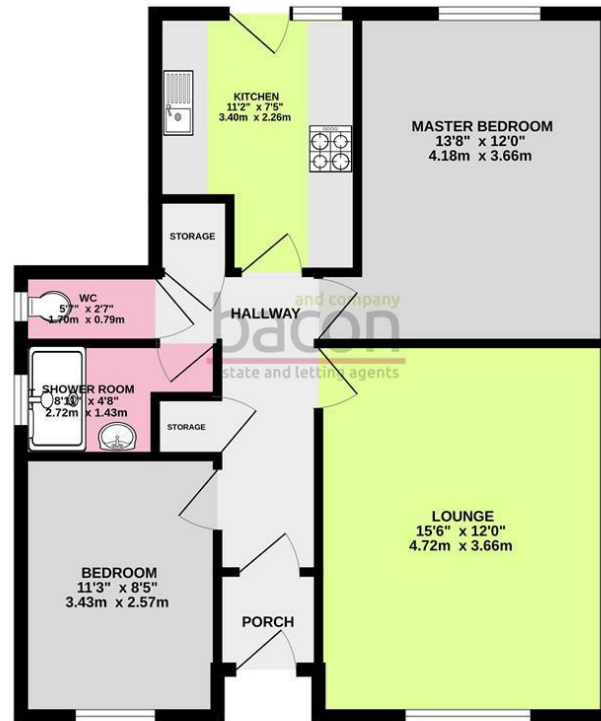 KITCHEN
11'2" x 7'5"
3.40m x 2.26m
MASTER BEDROOM
13'8" x 12'0"
4.18m x 3.66m
STORAGE
WC
5'7" x 2'7"
1.70m x 0.79m
HALLWAY
and company
bacon
estate and letting agents
SHOWER ROOM
8'11" x 4'8"
2.72m x 1.43m
STORAGE
LOUNGE
15'6" x 12'0"
4.72m x 3.66m
BEDROOM
11'3" x 8'5"
3.43m x 2.57m
PORCH